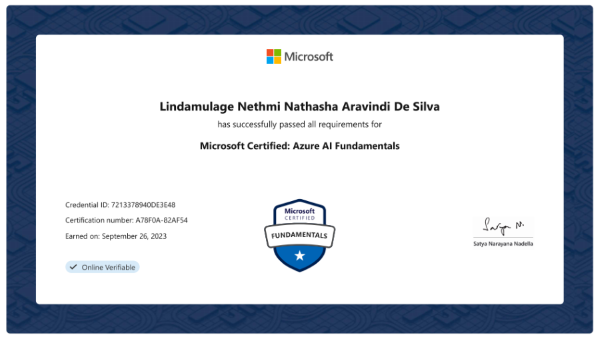 Microsoft
Lindamulage Nethmi Nathasha Aravindi De Silva
has successfully passed all requirements for
Microsoft Certified: Azure AI Fundamentals
Credential ID: 7213378940DE3E48
Certification number: A78F0A-82AF54
Earned on: September 26, 2023
Online Verifiable
Microsoft
CERTIFIED
FUNDAMENTALS
Satya N.
Satya Narayana Nadella